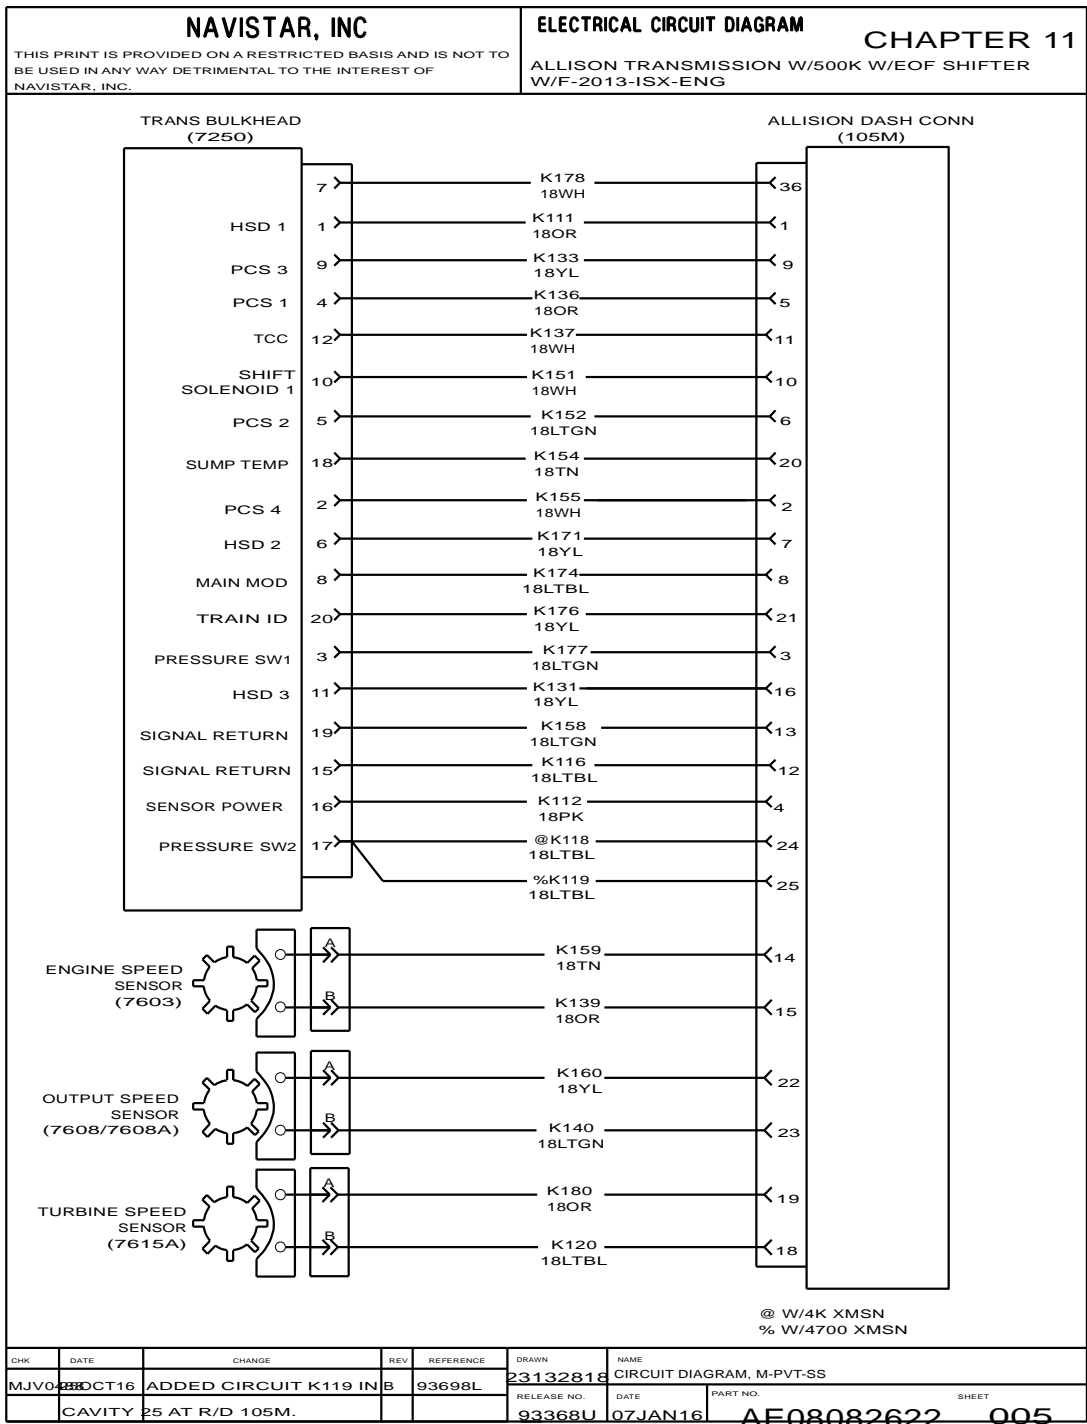 NAVISTAR, INC
THIS PRINT IS PROVIDED ON A RESTRICTED BASIS AND IS NOT TO
BE USED IN ANY WAY DETRIMENTAL TO THE INTEREST OF
NAVISTAR, INC.
ELECTRICAL CIRCUIT DIAGRAM
CHAPTER 11
ALLISON TRANSMISSION W/500K W/EOF SHIFTER
W/F-2013-ISX-ENG
TRANS BULKHEAD
(7250)
ALLISION DASH CONN
(105M)
7 K178 36
18WH
HSD 1 1 K111 1
18OR
PCS 3 9 K133 9
18YL
PCS 1 4 K136 5
18OR
TCC 12 K137 11
18WH
SHIFT
SOLENOID 1 10 K151 10
18WH
PCS 2 5 K152 6
18LTGN
SUMP TEMP 18 K154 20
18TN
PCS 4 2 K155 2
18WH
HSD 2 6 K171 7
18YL
MAIN MOD 8 K174 8
18LTBL
TRAIN ID 20 K176 21
18YL
PRESSURE SW1 3 K177 3
18LTGN
HSD 3 11 K131 16
18YL
SIGNAL RETURN 19 K158 13
18LTGN
SIGNAL RETURN 15 K116 12
18LTBL
SENSOR POWER 16 K112 4
18PK
PRESSURE SW2 17 @K118 24
18LTBL
%K119 25
18LTBL
ENGINE SPEED
SENSOR
(7603)
A K159 14
18TN
B K139 15
18OR
OUTPUT SPEED
SENSOR
(7608/7608A)
A K160 22
18YL
B K140 23
18LTGN
TURBINE SPEED
SENSOR
(7615A)
A K180 19
18OR
B K120 18
18LTBL
@ W/4K XMSN
% W/4700 XMSN
CHK DATE CHANGE REV REFERENCE
ADDED CIRCUIT K119 IN B 93698L
CAVITY 25 AT R/D 105M.
DRAWN
23132818
NAME
CIRCUIT DIAGRAM, M-PVT-SS
RELEASE NO.
93368U
DATE
07JAN16
PART NO.
AF08082622
SHEET
005